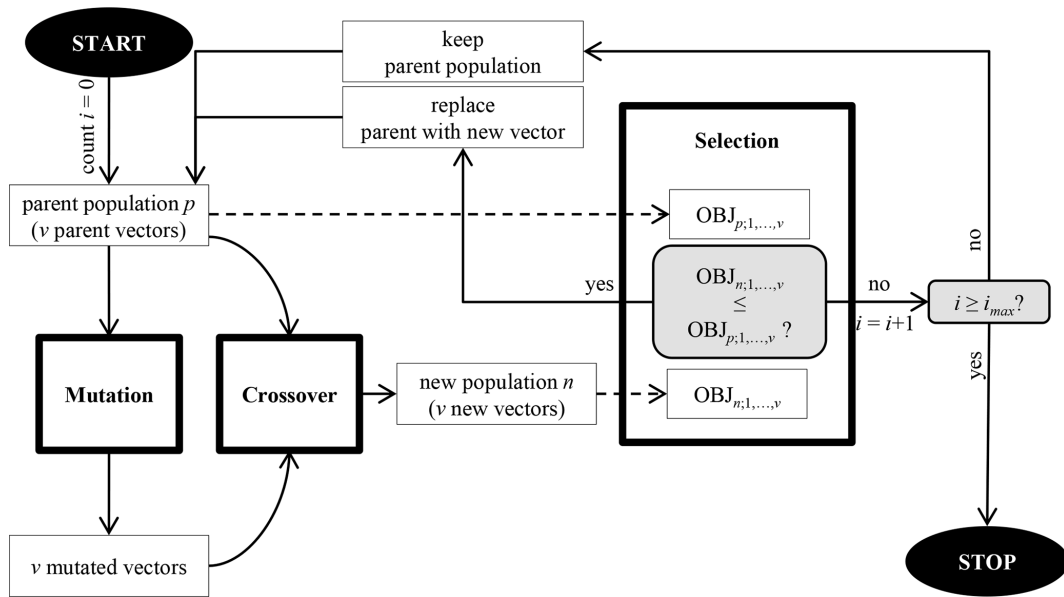 START
count i = 0
keep
parent population
replace
parent with new vector
parent population p
(v parent vectors)
Selection
OBJp;1,…,v
OBJn;1,…,v
≤
OBJp;1,…,v ?
yes
no
i = i+1
i ≥ imax?
no
yes
Mutation
Crossover
new population n
(v new vectors)
OBJn;1,…,v
v mutated vectors
STOP